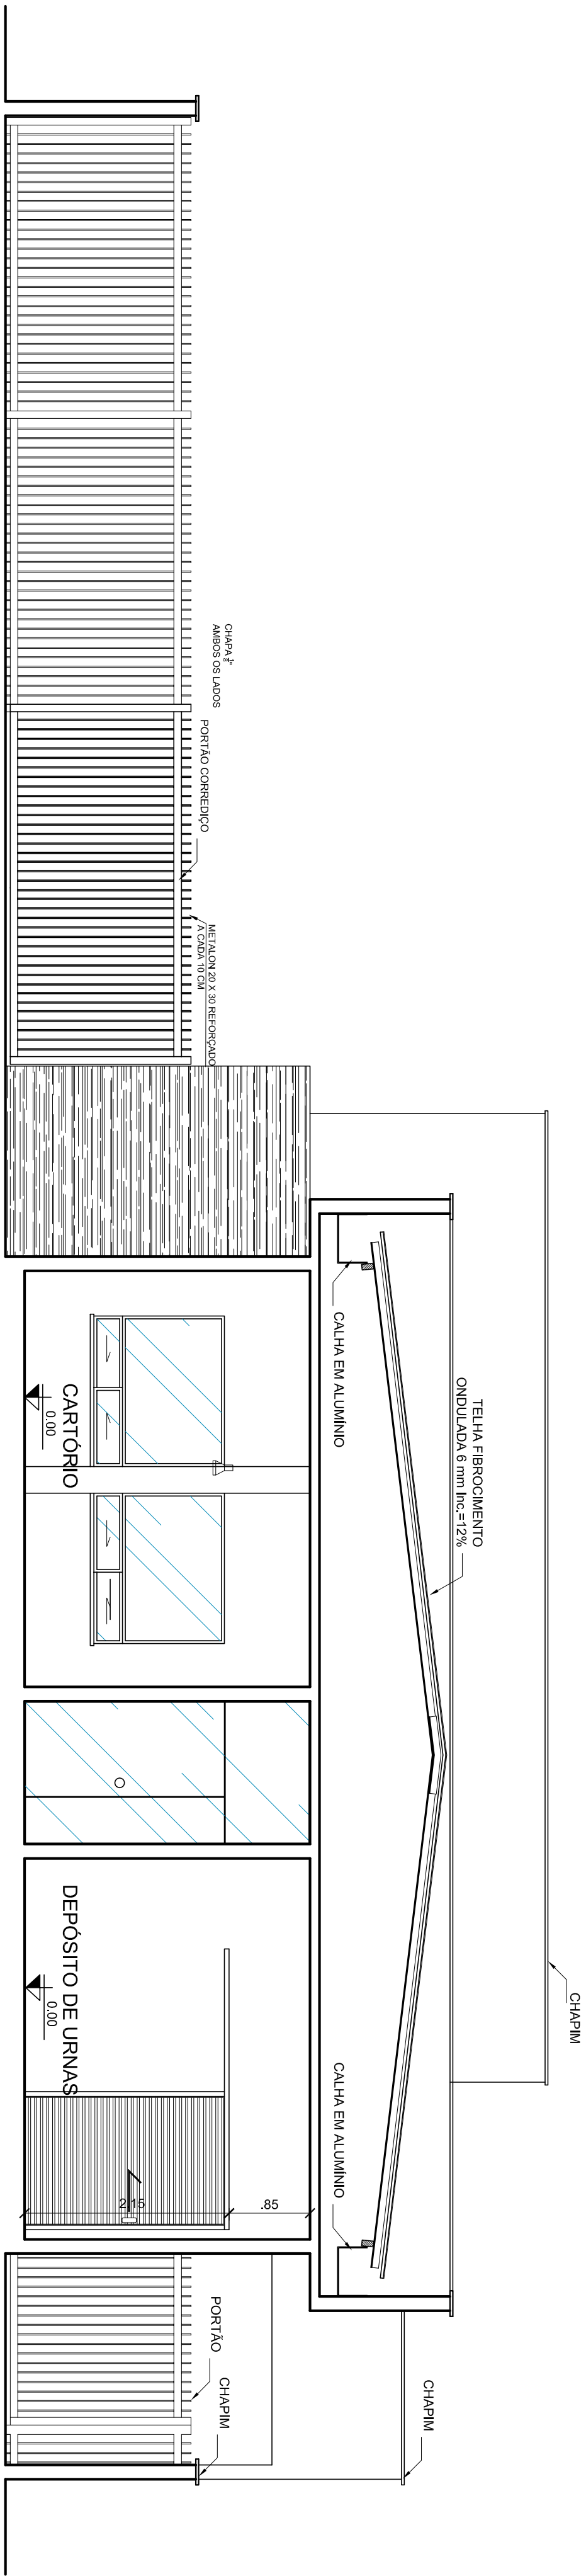 CHAPA 1/8"
AMBOS OS LADOS
PORTÃO CORREDIÇO
METALON 20 X 30 REFORÇADO
A CADA 10 CM
CALHA EM ALUMÍNIO
TELHA FIBROCIMENTO
ONDULADA 6 mm Inc.=12%
CARTÓRIO
0.00
CHAPIM
DEPÓSITO DE URNAS
0.00
CALHA EM ALUMÍNIO
2.15
.85
PORTÃO
CHAPIM
CHAPIM